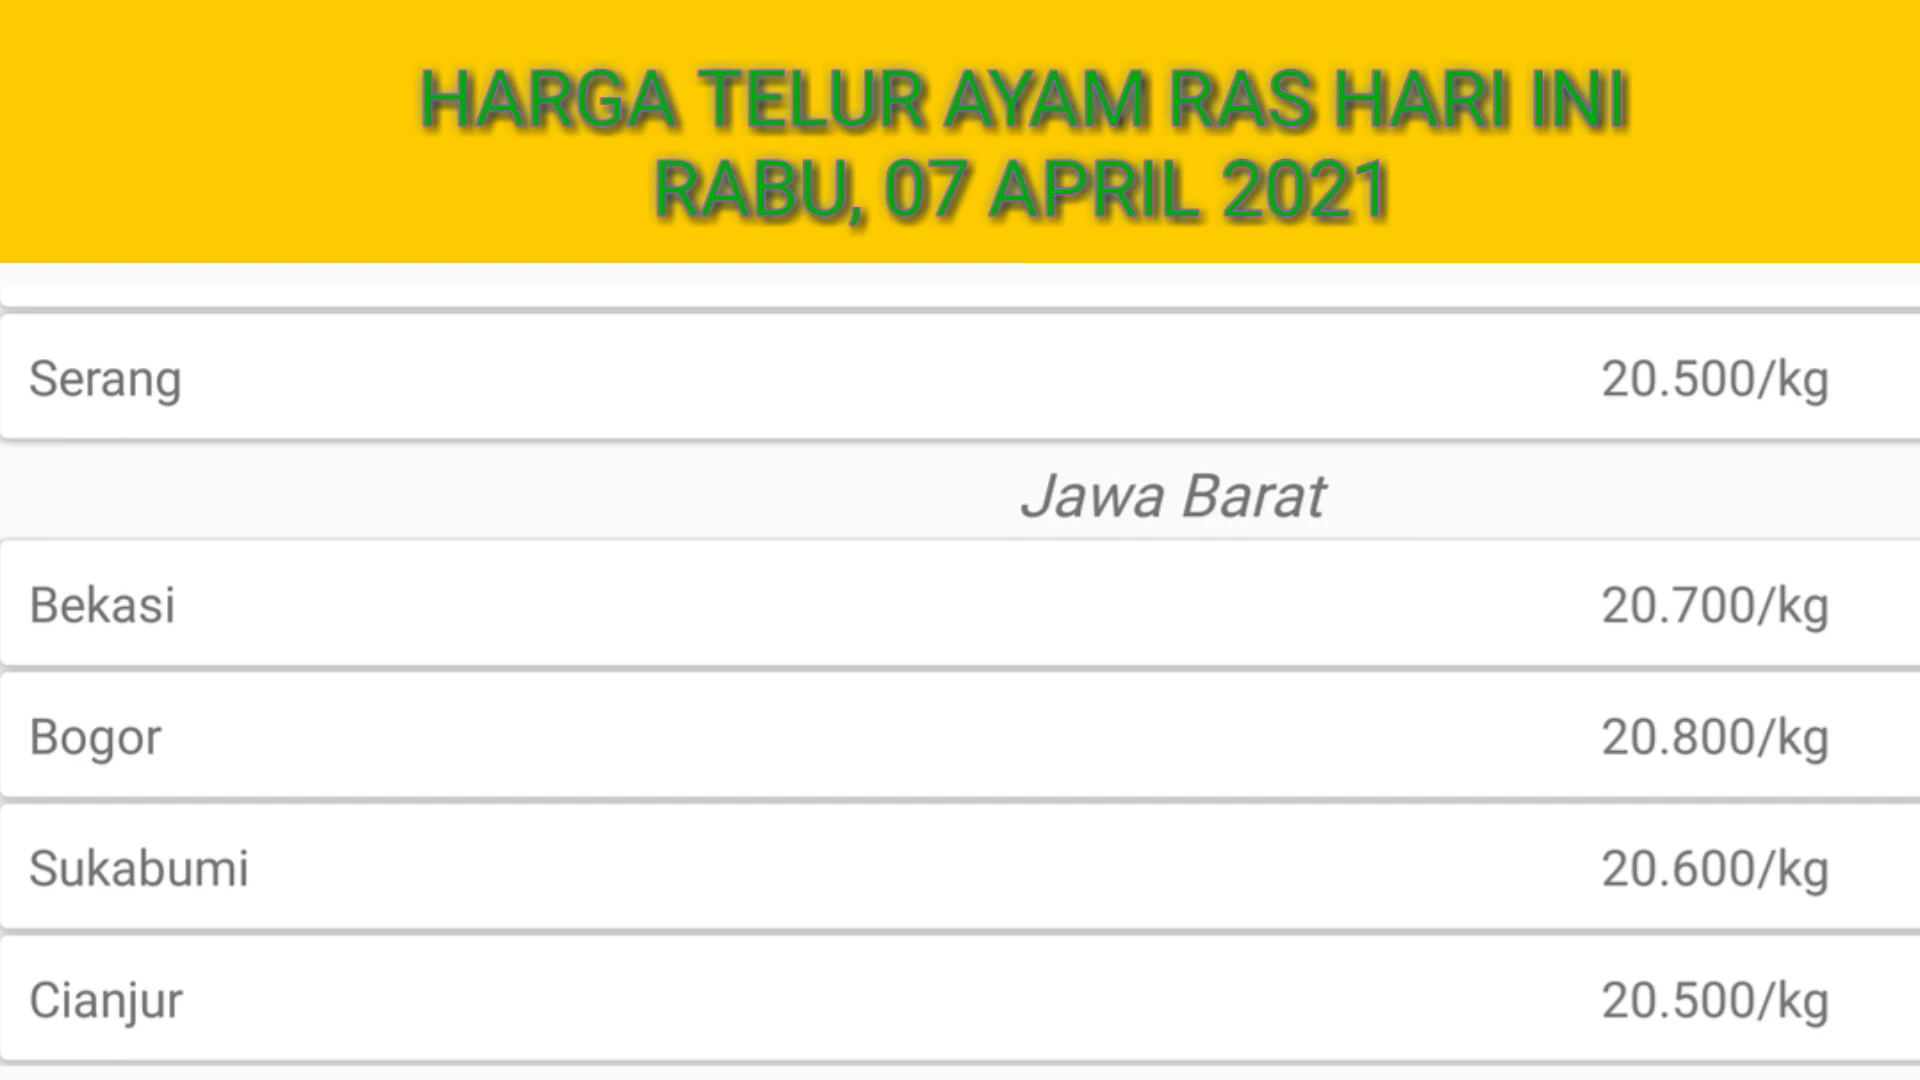 HARGA TELUR AYAM RAS HARI INI
RABU, 07 APRIL 2021
Serang 20.500/kg
Jawa Barat
Bekasi 20.700/kg
Bogor 20.800/kg
Sukabumi 20.600/kg
Cianjur 20.500/kg